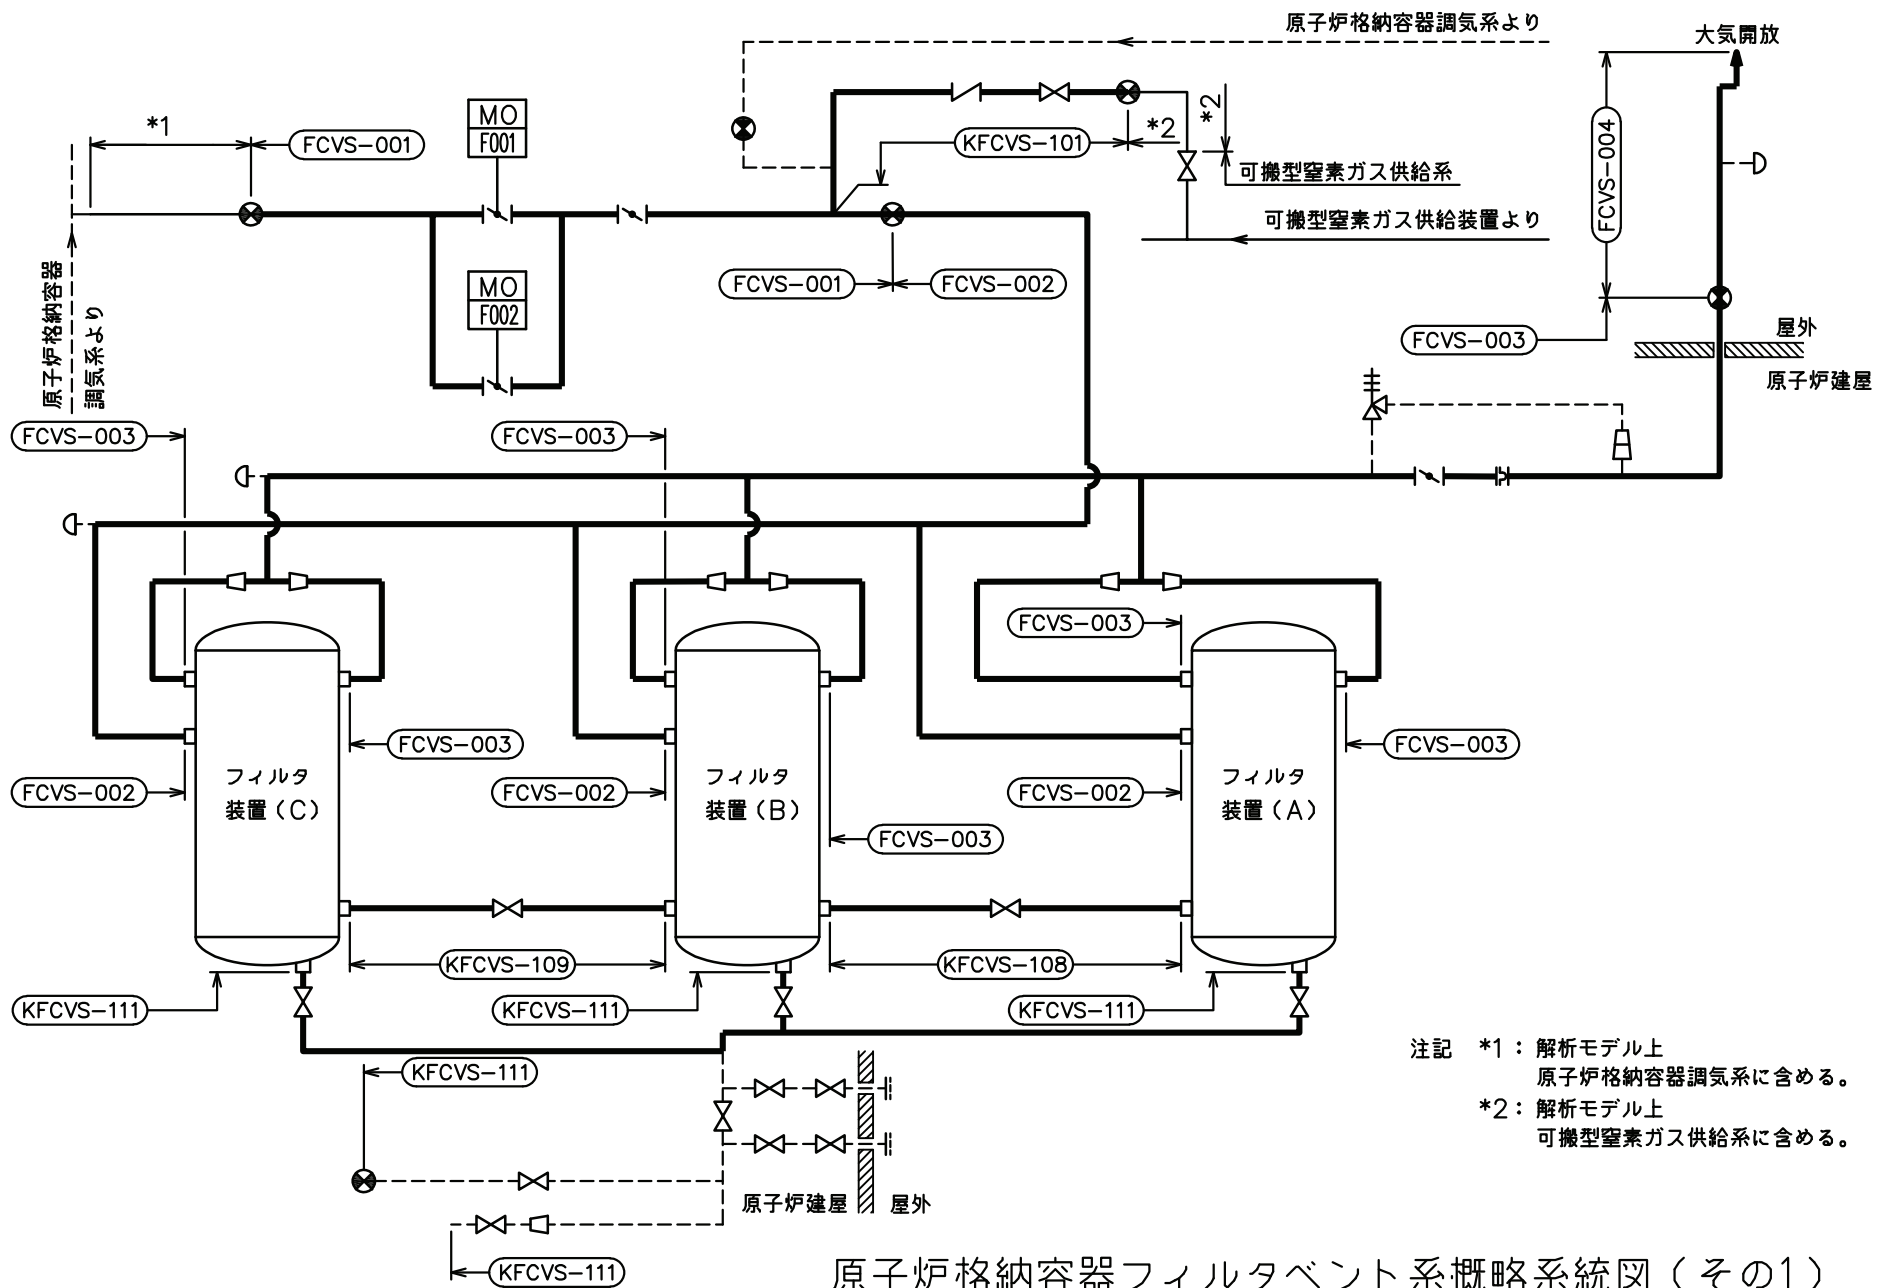 原子炉格納容器調気系より
大気開放
*1
FCVS-001
MO
F001
KFCVS-101
*2
*2
可搬型窒素ガス供給系
可搬型窒素ガス供給装置より
FCVS-004
原子炉格納容器
調気系より
MO
F002
FCVS-001
FCVS-002
FCVS-003
屋外
原子炉建屋
FCVS-003
FCVS-003
FCVS-003
FCVS-003
FCVS-003
FCVS-002
フィルタ
装置(C)
FCVS-002
フィルタ
装置(B)
FCVS-003
FCVS-002
フィルタ
装置(A)
KFCVS-109
KFCVS-108
KFCVS-111
KFCVS-111
KFCVS-111
KFCVS-111
原子炉建屋
屋外
KFCVS-111
注記 *1: 解析モデル上
原子炉格納容器調気系に含める。
*2: 解析モデル上
可搬型窒素ガス供給系に含める。
原子炉格納容器フィルタベント系概略系統図(その1)